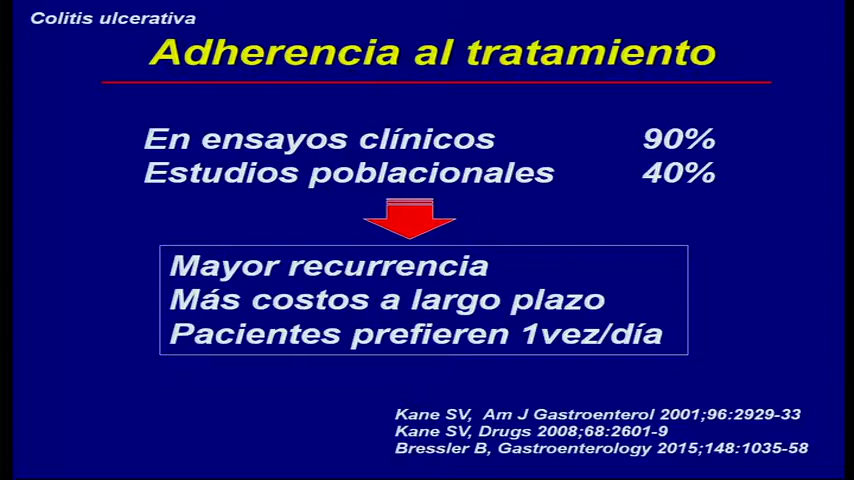 Colitis ulcerativa
Adherencia al tratamiento
En ensayos clínicos 90%
Estudios poblacionales 40%
Mayor recurrencia
Más costos a largo plazo
Pacientes prefieren 1vez/día
Kane SV, Am J Gastroenterol 2001;96:2929-33
Kane SV, Drugs 2008;68:2601-9
Bressler B, Gastroenterology 2015;148:1035-58